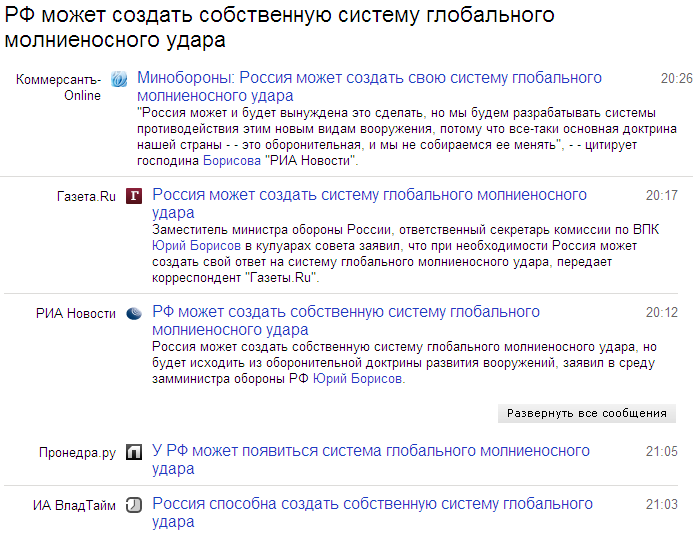 РФ может создать собственную систему глобального
молниеносного удара
Коммерсантъ-
Online
Минобороны: Россия может создать свою систему глобального
молниеносного удара
20:26
"Россия может и будет вынуждена это сделать, но мы будем разрабатывать системы
противодействия этим новым видам вооружения, потому что все-таки основная доктрина
нашей страны - - это оборонительная, и мы не собираемся ее менять", - - цитирует
господина Борисова "РИА Новости".
Газета.Ru
Г
Россия может создать систему глобального молниеносного
удара
20:17
Заместитель министра обороны России, ответственный секретарь комиссии по ВПК
Юрий Борисов в кулуарах совета заявил, что при необходимости Россия может
создать свой ответ на систему глобального молниеносного удара, передает
корреспондент "Газеты.Ru".
РИА Новости
РФ может создать собственную систему глобального
молниеносного удара
20:12
Россия может создать собственную систему глобального молниеносного удара, но
будет исходить из оборонительной доктрины развития вооружений, заявил в среду
замминистра обороны РФ Юрий Борисов.
Развернуть все сообщения
Пронедра.ру
У РФ может появиться система глобального молниеносного
удара
21:05
ИА ВладТайм
Россия способна создать собственную систему глобального
удара
21:03